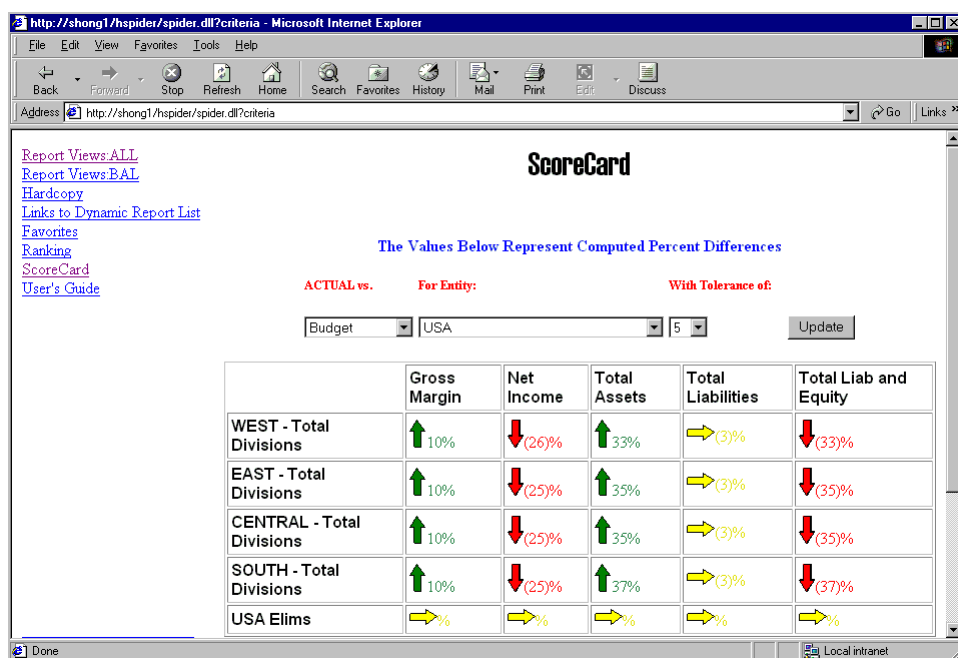 http://shong1/hspider/spider.dll?criteria - Microsoft Internet Explorer
File Edit View Favorites Tools Help
Back Forward Stop Refresh Home Search Favorites History Mail Print Edit Discuss
Address http://shong1/hspider/spider.dll?criteria Go Links »
Report Views:ALL
Report Views:BAL
Hardcopy
Links to Dynamic Report List
Favorites
Ranking
ScoreCard
User's Guide
ScoreCard
The Values Below Represent Computed Percent Differences
ACTUAL vs. For Entity: With Tolerance of:
Budget USA 5 Update
Gross Margin Net Income Total Assets Total Liabilities Total Liab and Equity
WEST - Total Divisions 10% (26)% 33% (3)% (33)%
EAST - Total Divisions 10% (25)% 35% (3)% (35)%
CENTRAL - Total Divisions 10% (25)% 35% (3)% (35)%
SOUTH - Total Divisions 10% (25)% 37% (3)% (37)%
USA Elims % % % % %
Done Local intranet